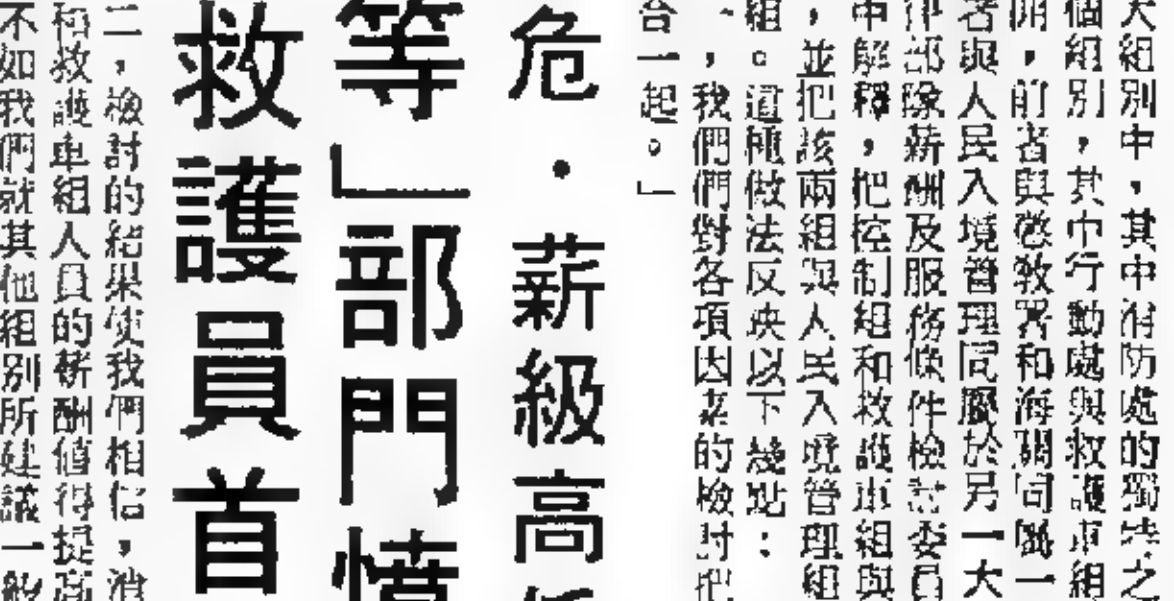 大組別中，其中消防處的獨特之
個組別，其中行動處與救護車組
開，前者與懲教署和海關同屬一
者與人民入境管理同屬於另一大
律部隊薪酬及服務條件檢討委員
中解釋，把控制組和救護車組與
，並把該兩組與人民入境管理組
組。這種做法反映以下幾點：
、，我們們對各項因素的檢討把
合一起。」
危・薪級高低
等」部門憤
救護員首
二，檢討的結果使我們相信，消
和救護車組人員的薪酬值得提高
不如我們就其他組別所建議一般